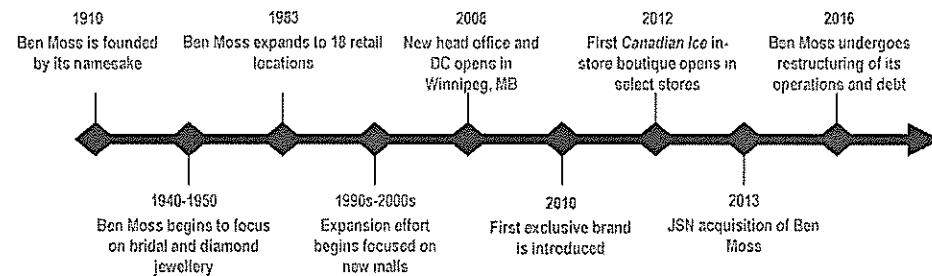 1910
Ben Moss is founded
by its namesake
1983
Ben Moss expands to 18 retail
locations
2008
New head office and
DC opens in
Winnipeg, MB
2012
First Canadian Ice in-
store boutique opens in
select stores
2016
Ben Moss undergoes
restructuring of its
operations and debt
1940-1950
Ben Moss begins to focus
on bridal and diamond
jewellery
1990s-2000s
Expansion effort
begins focused on
new malls
2010
First exclusive brand
is introduced
2013
JSN acquisition of Ben
Moss